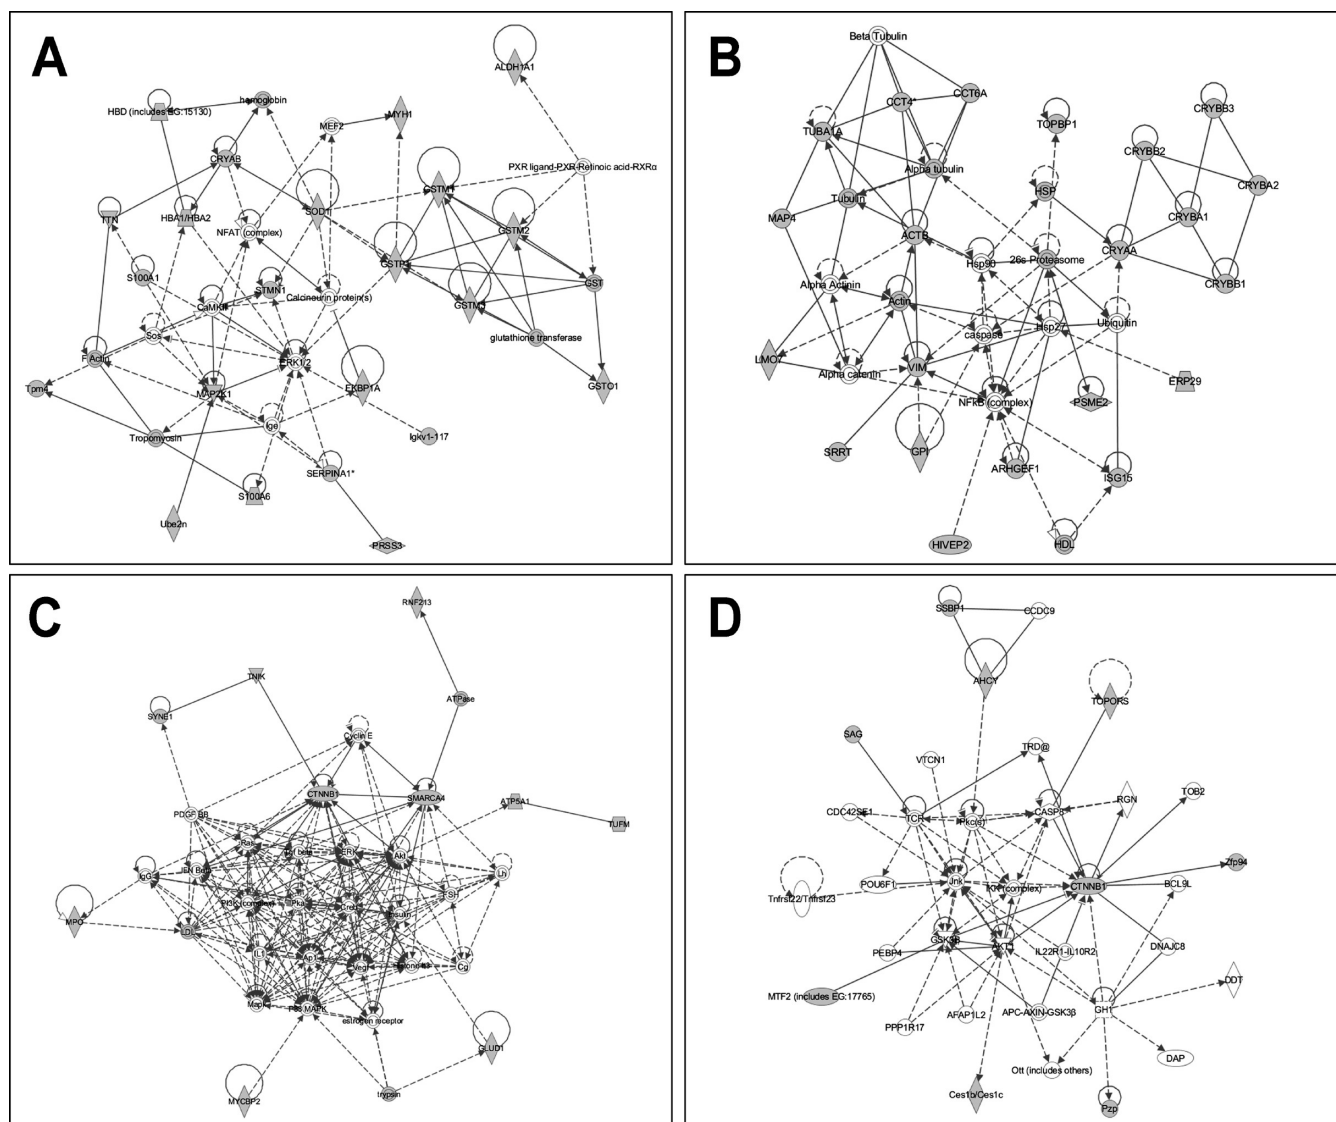 A
ALDH1A1
HBD (includes EG:15130)
hemoglobin
MEF2
MYH1
CRYAB
PXR ligand-PXR-Retinoic acid-RXRα
GSTM1
SOD1
TTN
HBA1/HBA2
NFAT (complex)
GSTM2
GSTP1
S100A1
STMN1
Calcineurin protein(s)
GST
CaMKII
GSTM3
Sos
glutathione transferase
F Actin
ERK1/2
Tpm4
MAP2K1
FKBP1A
GSTO1
Ige
Tropomyosin
Igkv1-117
SERPINA1*
S100A6
Ube2n
PRSS3
B
Beta Tubulin
CCT4*
CCT6A
TUBA1A
TOPBP1
CRYBB3
CRYBB2
Alpha tubulin
HSP
CRYBA2
Tubulin
MAP4
CRYBA1
ACTB
CRYAA
Hsp90
26s Proteasome
Alpha Actinin
CRYBB1
Actin
caspase
Hsp27
Ubiquitin
LMO7
VIM
Alpha catenin
ERP29
NFkB (complex)
PSME2
SRRT
GPI
ARHGEF1
ISG15
HIVEP2
HDL
C
RNF213
TNIK
ATPase
SYNE1
Cyclin E
CTNNB1
SMARCA4
ATP5A1
PDGF BB
TUFM
Ras
ERK
Akt
IgG
Lh
FSH
PI3K (complex)
Pka
Creb
Insulin
MPO
LDL
IL1
Ap1
Vegf
Cg
Mapk
P38 MAPK
estrogen receptor
GLUD1
trypsin
MYCBP2
D
SSBP1
CCDC9
AHCY
TOPORS
SAG
TRD@
VTCN1
RGN
TOB2
CDC42SE1
TCR
Pkc(s)
CASP8
Zfp94
POU6F1
Jnk
CTNNB1
BCL9L
Tnfrsf22/Tnfrsf23
GSK3B
PEBP4
IL22R1-IL10R2
DNAJC8
DDT
MTF2 (includes EG:17765)
PPP1R17
AFAP1L2
APC-AXIN-GSK3β
GH1
DAP
Ott (includes others)
Ces1b/Ces1c
Pzp